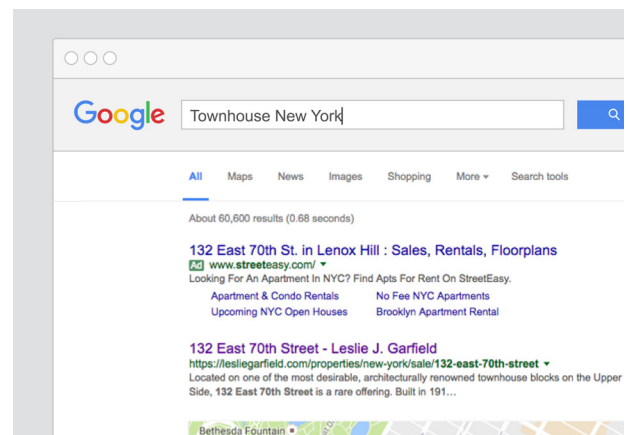 Google
Townhouse New York
All Maps News Images Shopping More Search tools
About 60,600 results (0.68 seconds)
132 East 70th St. in Lenox Hill : Sales, Rentals, Floorplans
Ad www.streeteasy.com/
Looking For An Apartment In NYC? Find Apts For Rent On StreetEasy.
Apartment & Condo Rentals No Fee NYC Apartments
Upcoming NYC Open Houses Brooklyn Apartment Rental
132 East 70th Street - Leslie J. Garfield
https://lesliegarfield.com/properties/new-york/sale/132-east-70th-street
Located on one of the most desirable, architecturally renowned townhouse blocks on the Upper
Side, 132 East 70th Street is a rare offering. Built in 191...
Bethesda Fountain